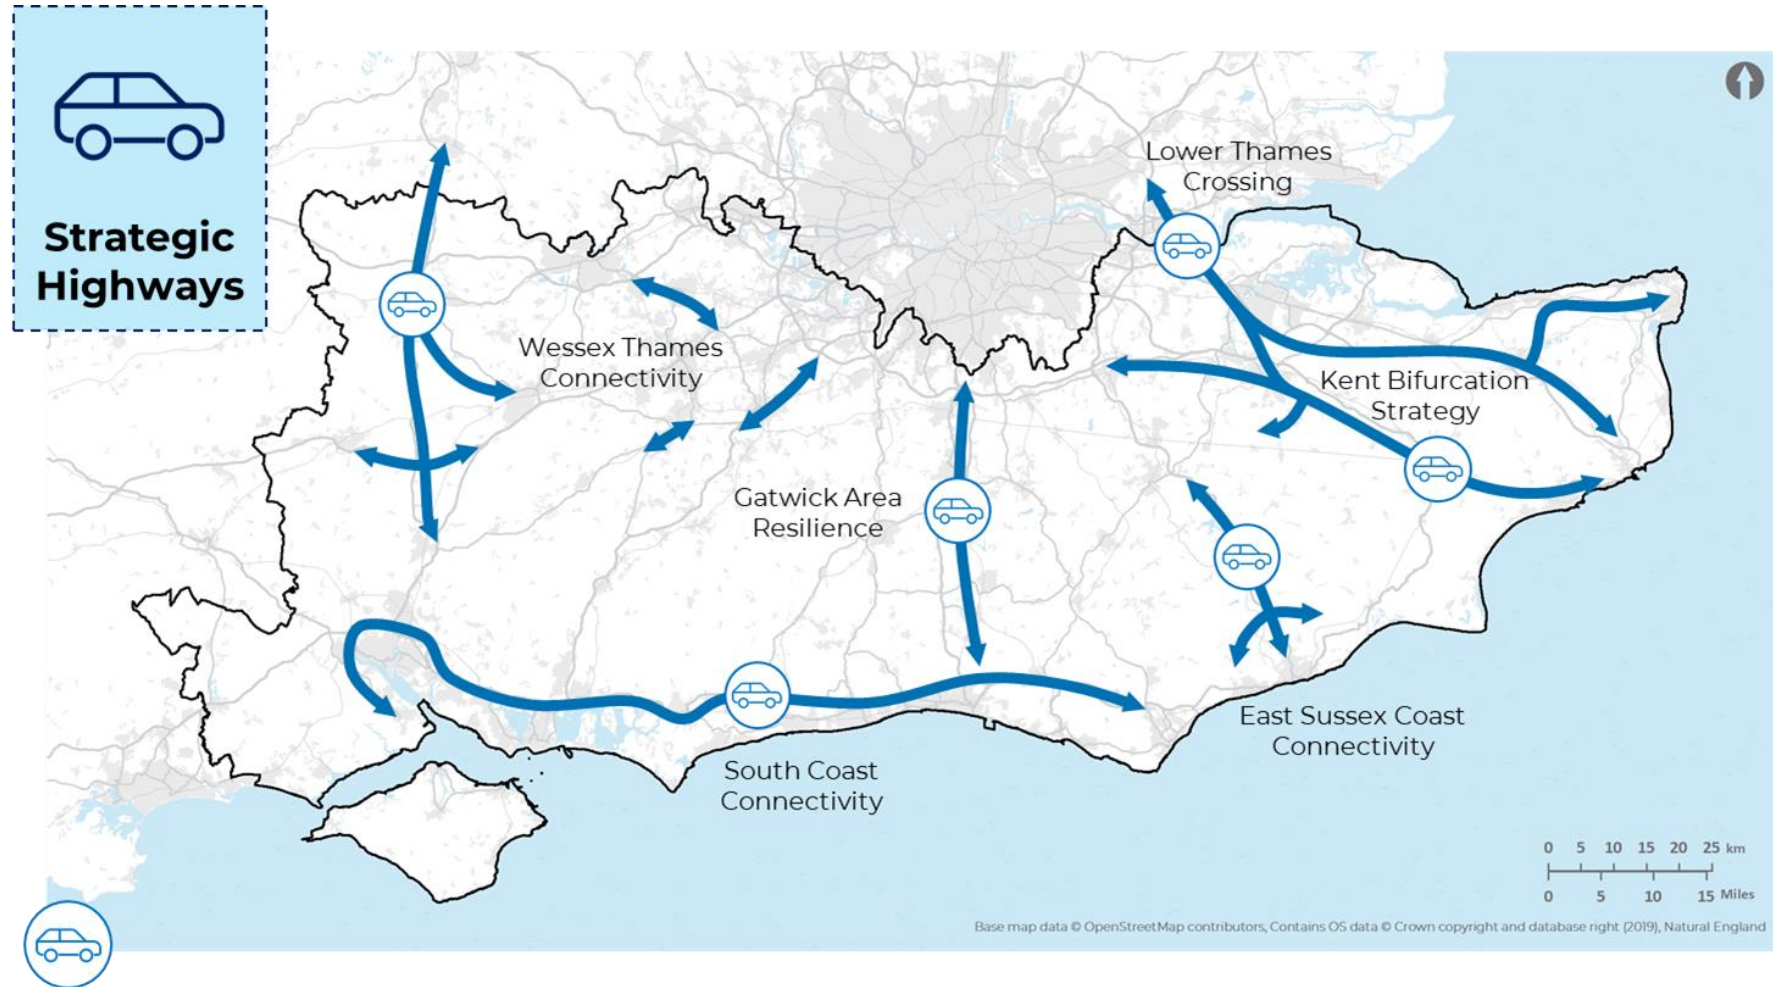 Strategic
Highways
Lower Thames
Crossing
Wessex Thames
Connectivity
Kent Bifurcation
Strategy
Gatwick Area
Resilience
East Sussex Coast
Connectivity
South Coast
Connectivity
0 5 10 15 20 25 km
0 5 10 15 Miles
Base map data © OpenStreetMap contributors, Contains OS data © Crown copyright and database right (2019), Natural England